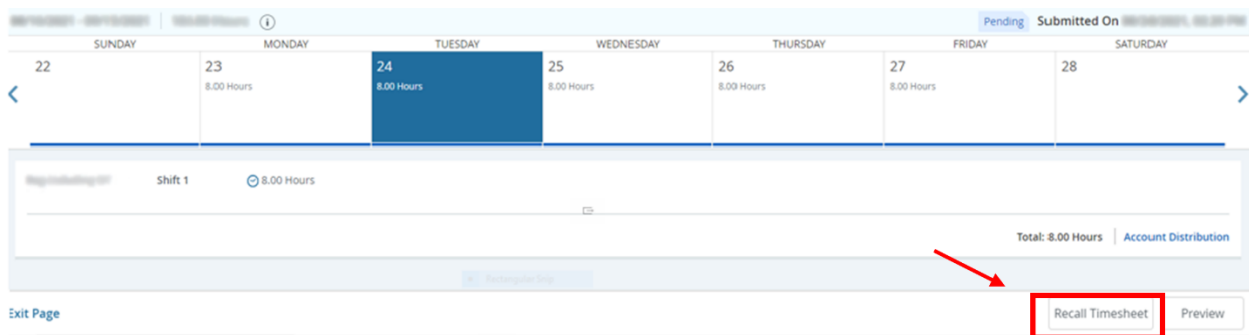 Pending Submitted On
SUNDAY MONDAY TUESDAY WEDNESDAY THURSDAY FRIDAY SATURDAY
22 23 24 25 26 27 28
8.00 Hours 8.00 Hours 8.00 Hours 8.00 Hours 8.00 Hours
Shift 1 8.00 Hours
Total: 8.00 Hours Account Distribution
Rectangular Snip
Exit Page Recall Timesheet Preview